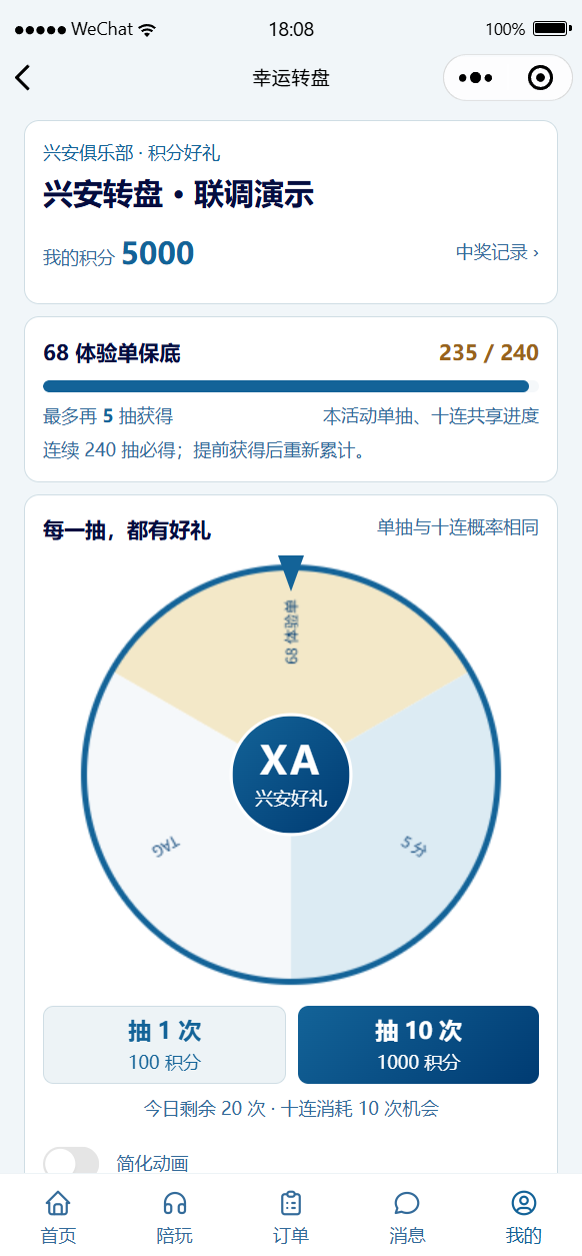 WeChat 18:08 100%
幸运转盘
兴安俱乐部 · 积分好礼
兴安转盘 · 联调演示
我的积分 5000 中奖记录 ›
68 体验单保底 235 / 240
最多再 5 抽获得 本活动单抽、十连共享进度
连续 240 抽必得；提前获得后重新累计。
每一抽，都有好礼 单抽与十连概率相同
68 体验单
XA
兴安好礼
TAG 5 分
抽 1 次 抽 10 次
100 积分 1000 积分
今日剩余 20 次 · 十连消耗 10 次机会
简化动画
首页 陪玩 订单 消息 我的